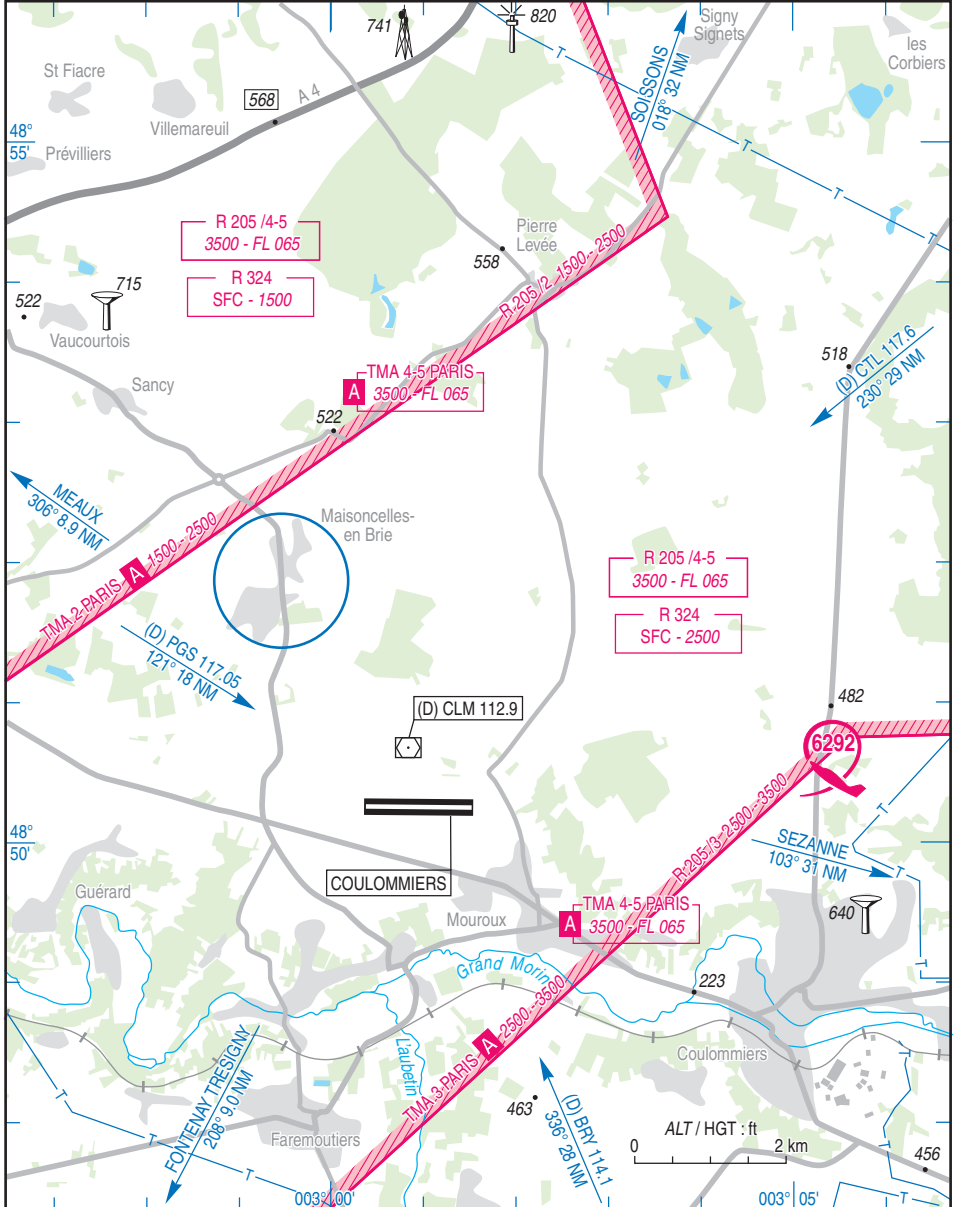 741
820
Signy
Signets
les
Corbiers
St Fiacre
A 4
568
Villemareuil
SOISSONS
018° 32 NM
T
T
T
T
48°
55'
Prévilliers
R 205 /4-5
3500 - FL 065
R 324
SFC - 1500
Pierre
Levée
558
R 205 /2 1500 - 2500
715
522
Vaucourtois
518
(D) CTL 117.6
230° 29 NM
Sancy
A
TMA 4-5 PARIS
3500 - FL 065
522
MEAUX
306° 8.9 NM
Maisoncelles-
en Brie
TMA 2 PARIS A 1500 - 2500
R 205 /4-5
3500 - FL 065
R 324
SFC - 2500
(D) PGS 117.05
121° 18 NM
(D) CLM 112.9
482
6292
R 205/3 2500 - 3500
T
48°
50'
SEZANNE
103° 31 NM
T
COULOMMIERS
Guérard
Mouroux
A
TMA 4-5 PARIS
3500 - FL 065
640
T
Grand Morin
223
TMA 3 PARIS A 2500 - 3500
Coulommiers
L'aubetin
FONTENAY TRESIGNY
208° 9.0 NM
T
T
T
T
463
(D) BRY 114.1
336° 28 NM
Faremoutiers
ALT / HGT : ft
0 2 km
456
T
003° 00'
003° 05'